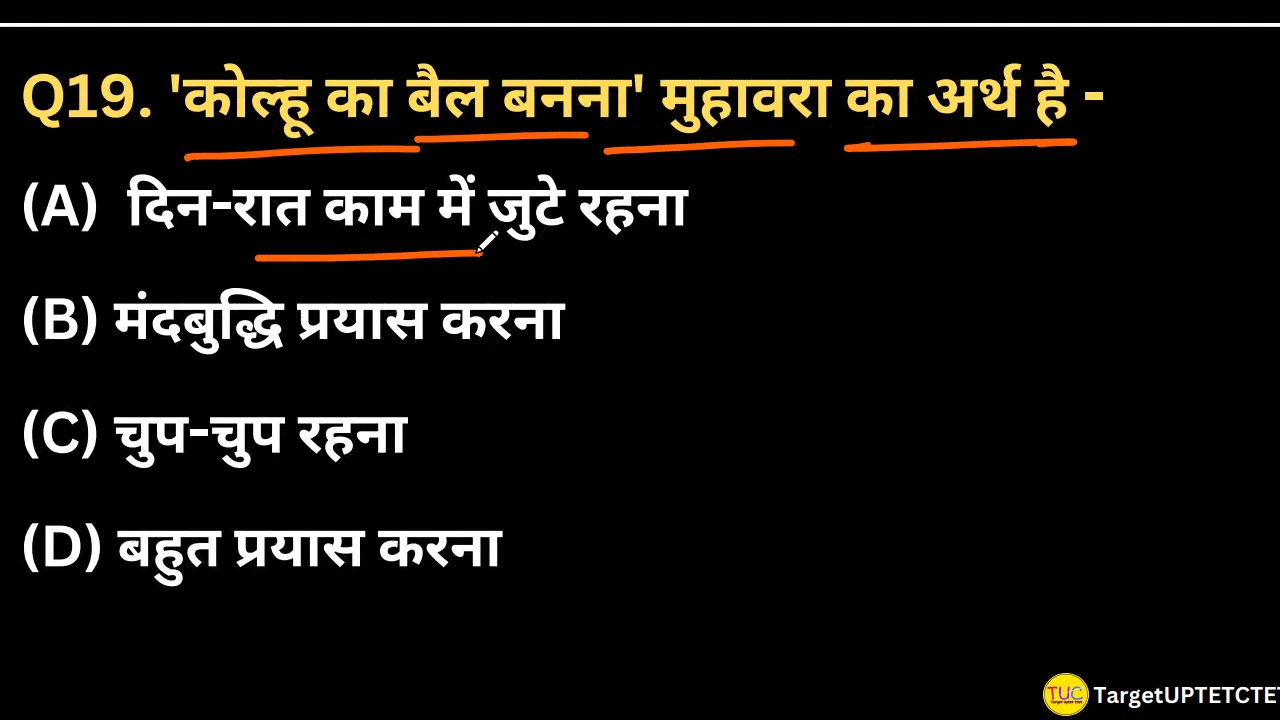 Q19. 'कोल्हू का बैल बनना' मुहावरा का अर्थ है -
(A) दिन-रात काम में जुटे रहना
(B) मंदबुद्धि प्रयास करना
(C) चुप-चुप रहना
(D) बहुत प्रयास करना
TUC TargetUPTETCTET